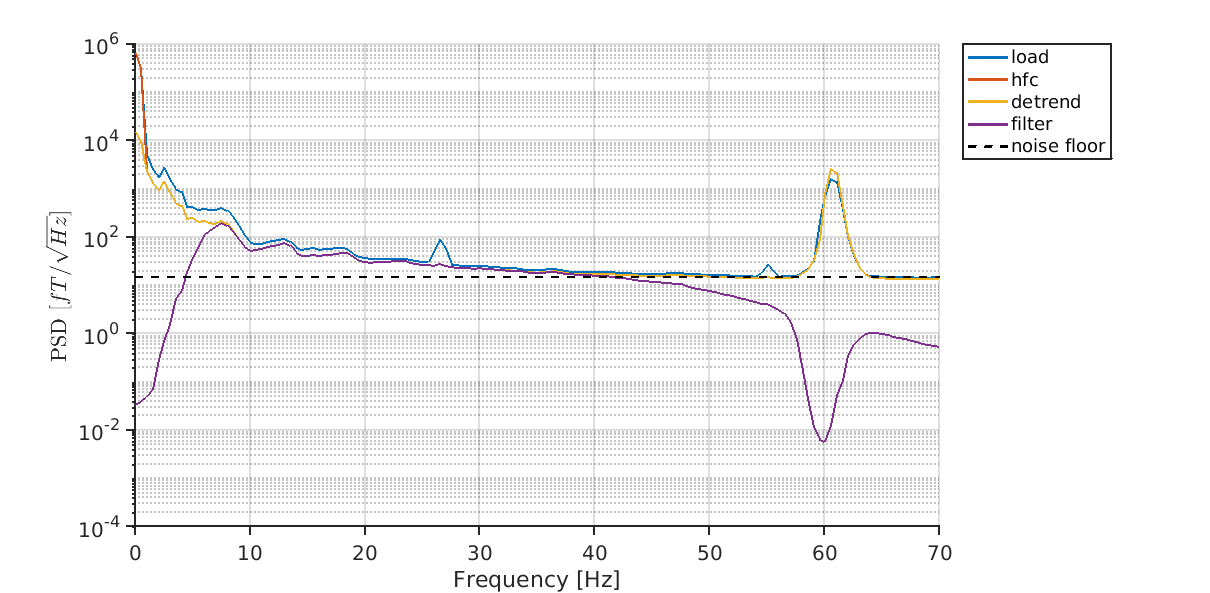 10^6
10^4
10^2
10^0
10^-2
10^-4
PSD [fT/√Hz]
0 10 20 30 40 50 60 70
Frequency [Hz]
load
hfc
detrend
filter
noise floor